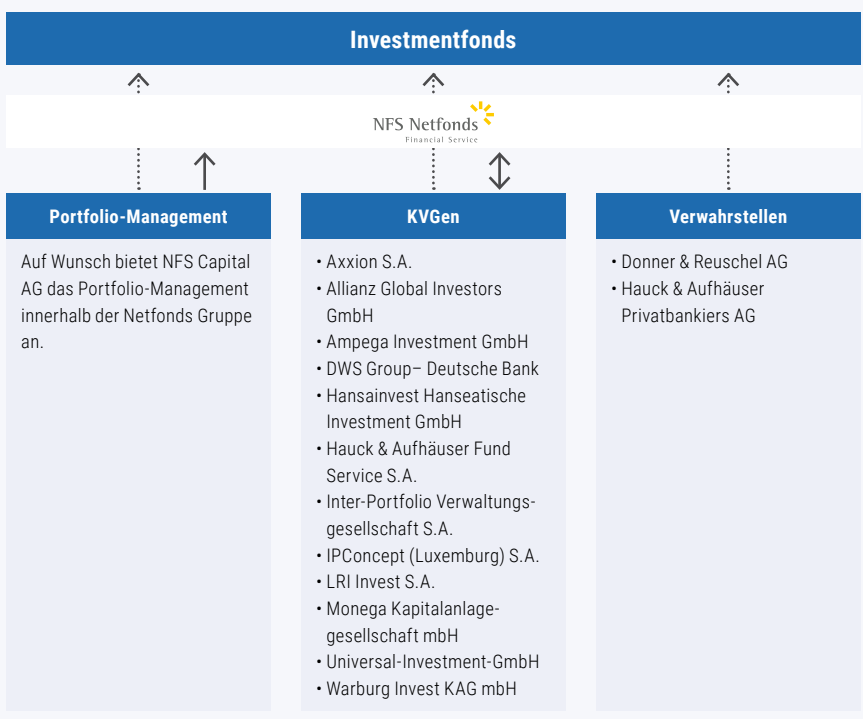 Investmentfonds
NFS Netfonds
Financial Service
Portfolio-Management
Auf Wunsch bietet NFS Capital
AG das Portfolio-Management
innerhalb der Netfonds Gruppe
an.
KVGen
• Axxion S.A.
• Allianz Global Investors
GmbH
• Ampega Investment GmbH
• DWS Group– Deutsche Bank
• Hansainvest Hanseatische
Investment GmbH
• Hauck & Aufhäuser Fund
Service S.A.
• Inter-Portfolio Verwaltungs-
gesellschaft S.A.
• IPConcept (Luxemburg) S.A.
• LRI Invest S.A.
• Monega Kapitalanlage-
gesellschaft mbH
• Universal-Investment-GmbH
• Warburg Invest KAG mbH
Verwahrstellen
• Donner & Reuschel AG
• Hauck & Aufhäuser
Privatbankiers AG